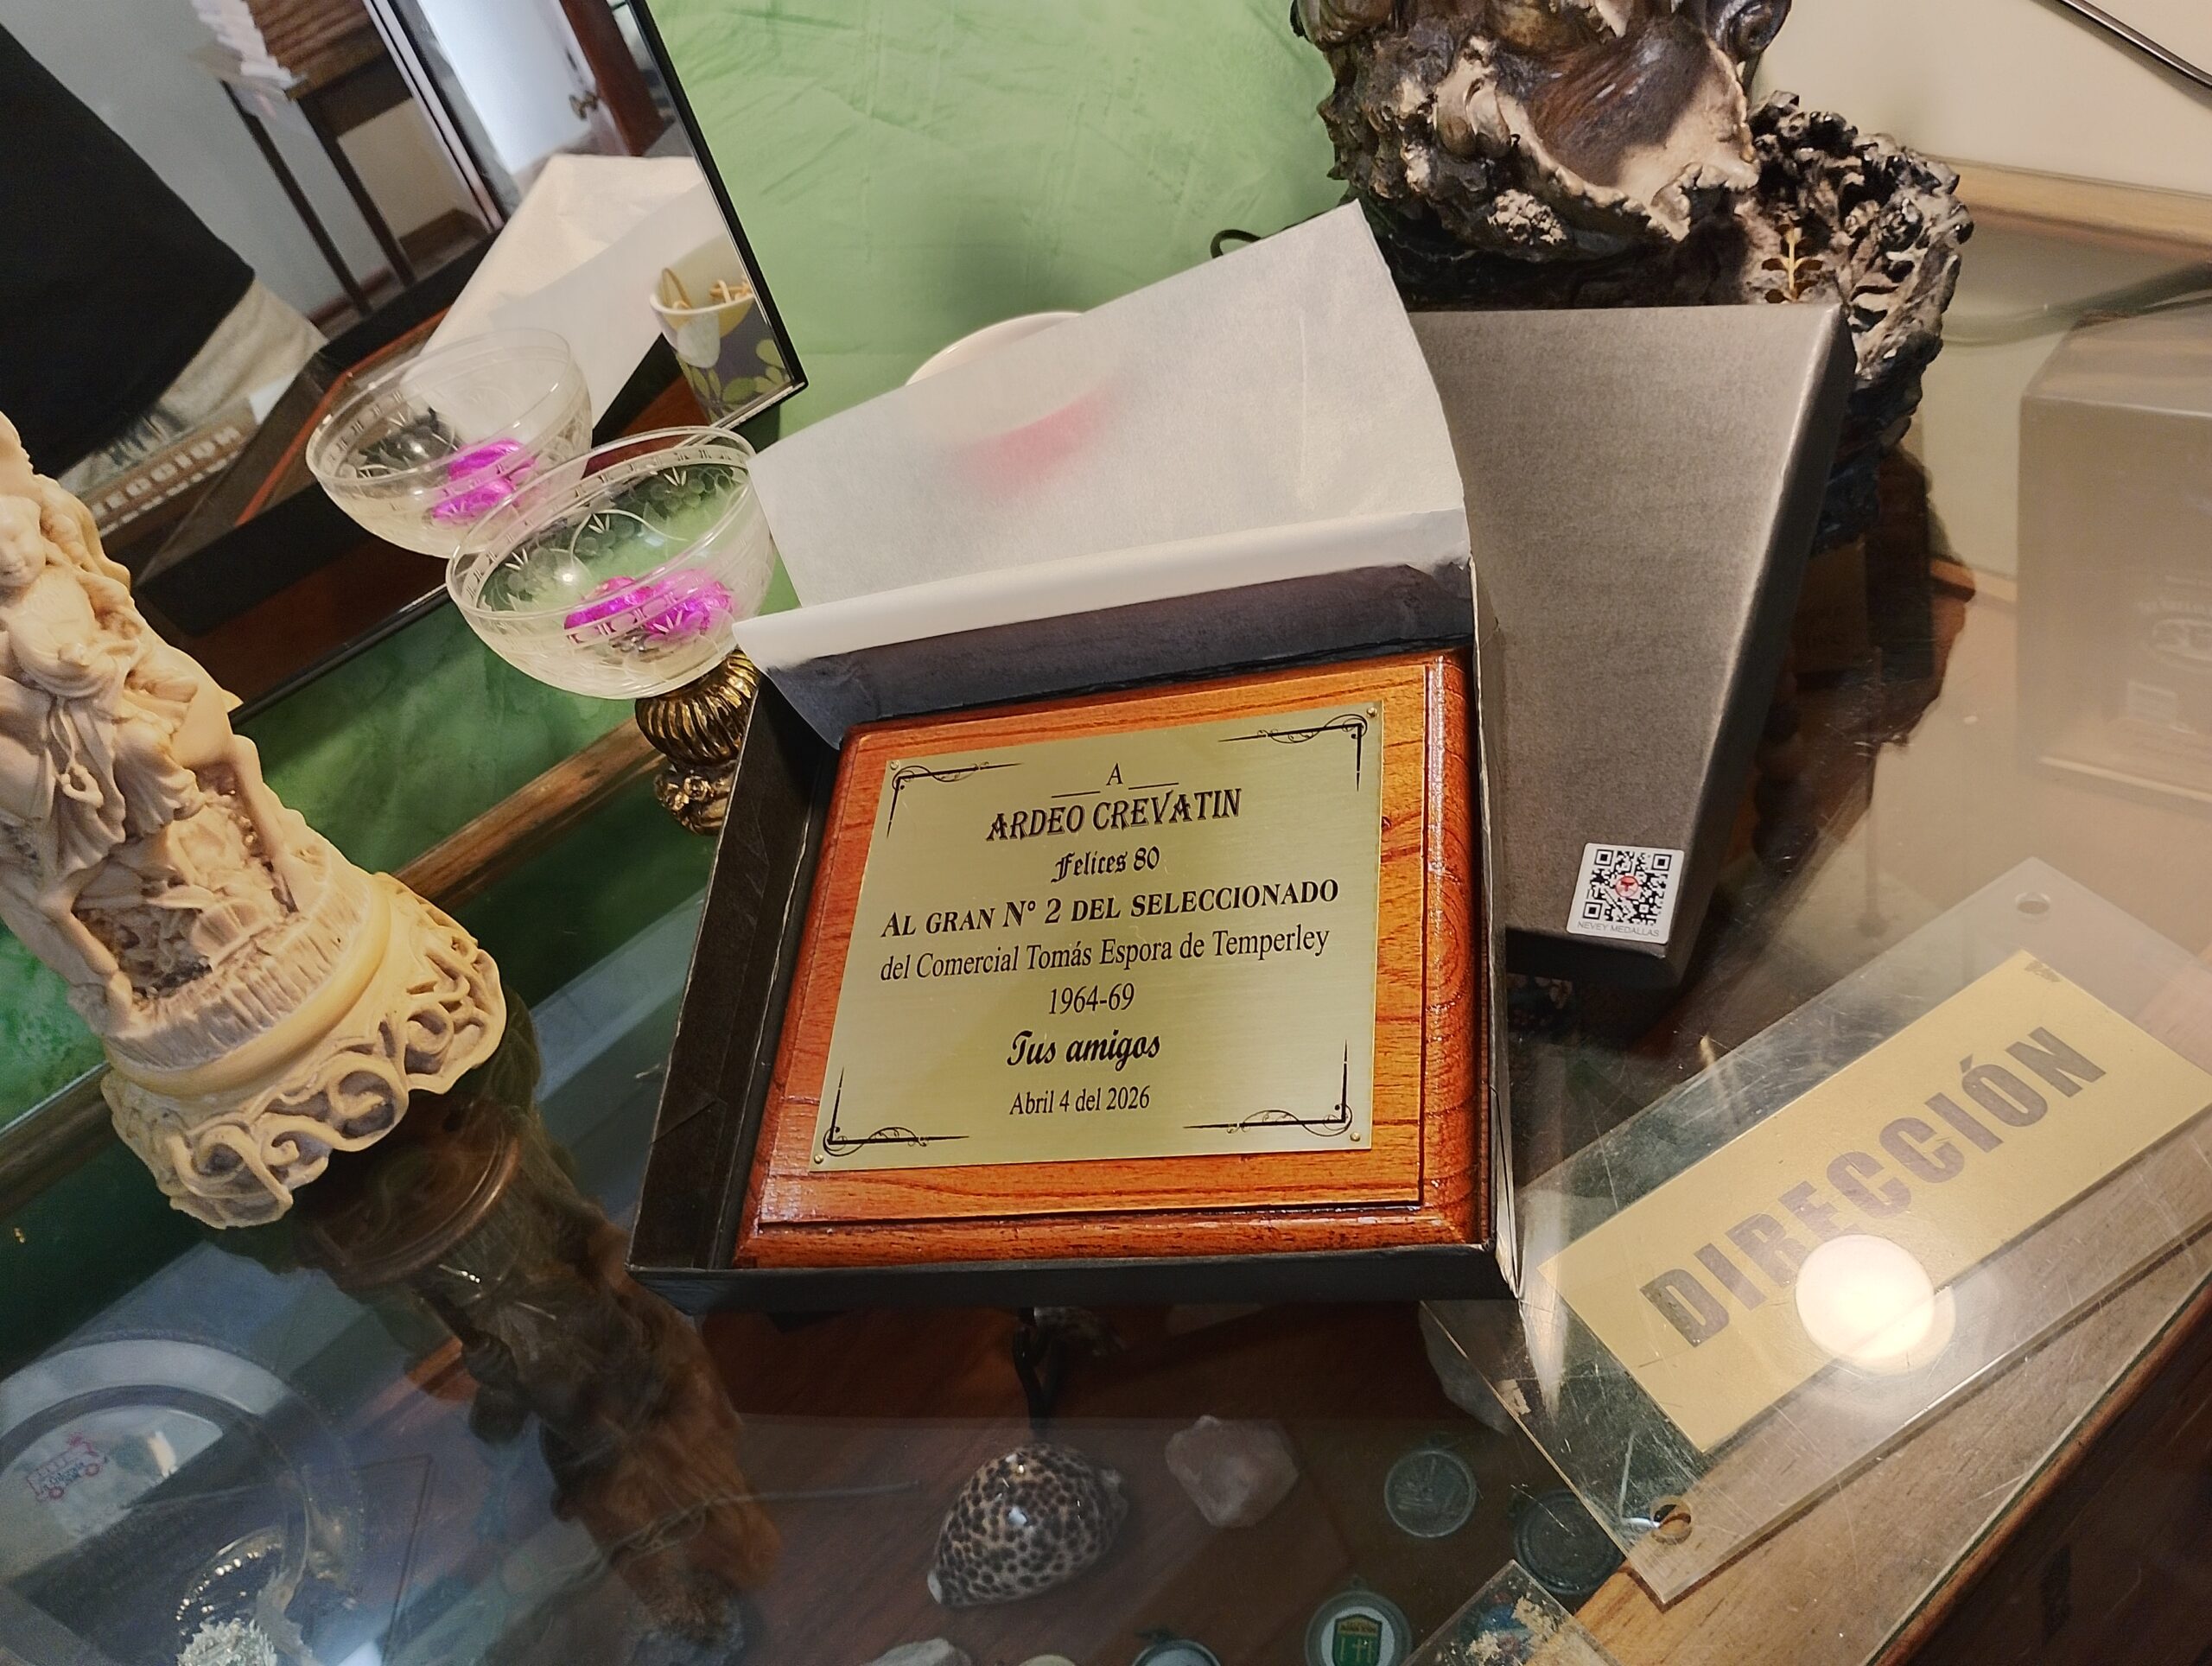 A
ARDEO CREVATIN
Felices 80
AL GRAN N° 2 DEL SELECCIONADO
del Comercial Tomás Espora de Temperley
1964-69
Tus amigos
Abril 4 del 2026
NEVEY MEDALLAS
DIRECCIÓN